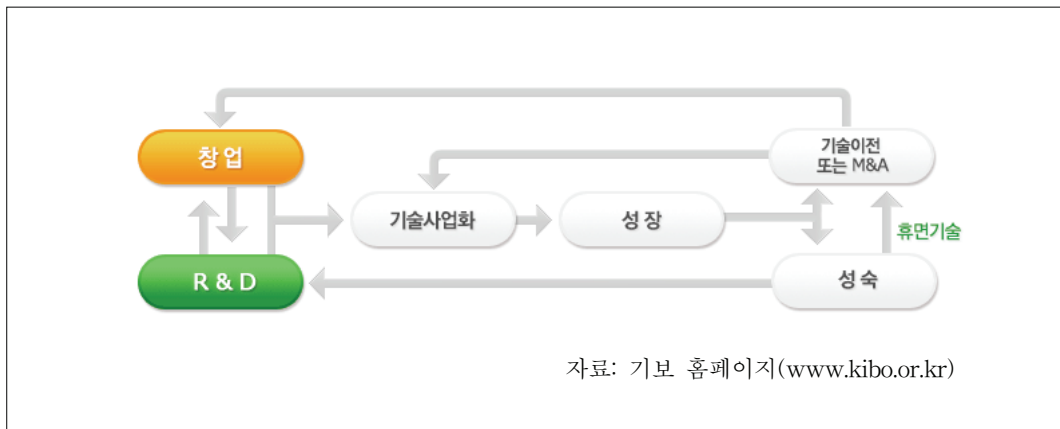 창업
기술이전
또는 M&A
기술사업화
성장
휴면기술
R & D
성숙
자료: 기보 홈페이지(www.kibo.or.kr)